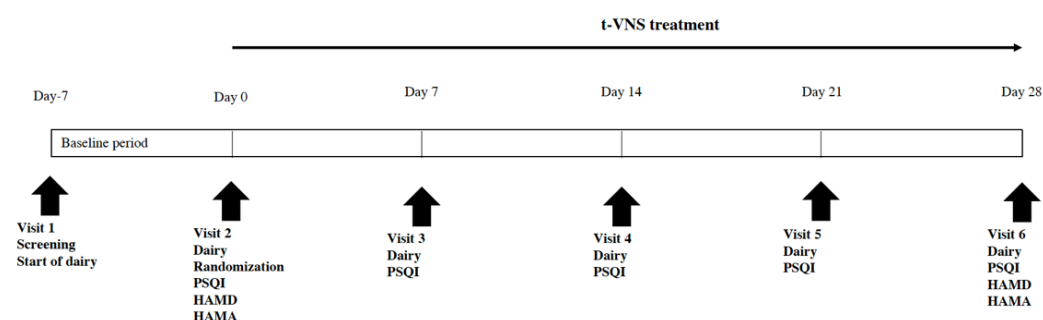 t-VNS treatment
Day-7
Day 0
Day 7
Day 14
Day 21
Day 28
Baseline period
Visit 1
Screening
Start of dairy
Visit 2
Dairy
Randomization
PSQI
HAMD
HAMA
Visit 3
Dairy
PSQI
Visit 4
Dairy
PSQI
Visit 5
Dairy
PSQI
Visit 6
Dairy
PSQI
HAMD
HAMA